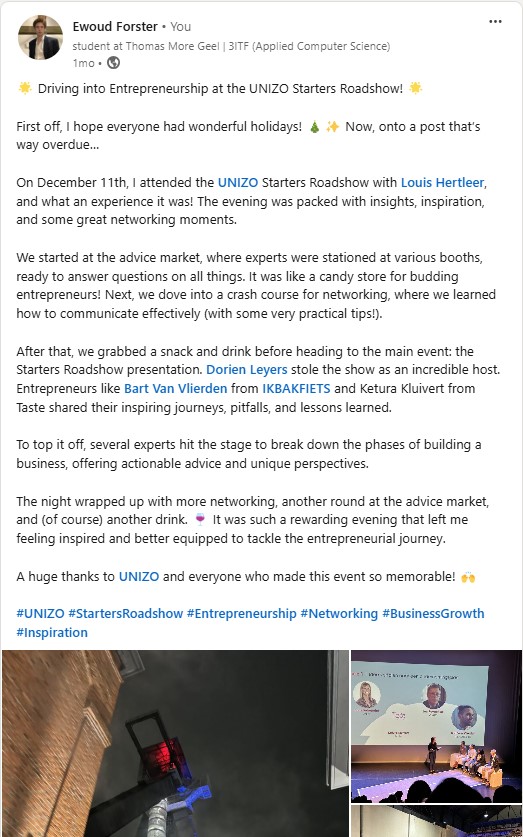 Ewoud Forster • You
student at Thomas More Geel | 3ITF (Applied Computer Science)
1mo •
🌟 Driving into Entrepreneurship at the UNIZO Starters Roadshow! 🌟
First off, I hope everyone had wonderful holidays! 🎄 ✨ Now, onto a post that's
way overdue...
On December 11th, I attended the UNIZO Starters Roadshow with Louis Hertleer,
and what an experience it was! The evening was packed with insights, inspiration,
and some great networking moments.
We started at the advice market, where experts were stationed at various booths,
ready to answer questions on all things. It was like a candy store for budding
entrepreneurs! Next, we dove into a crash course for networking, where we learned
how to communicate effectively (with some very practical tips!).
After that, we grabbed a snack and drink before heading to the main event: the
Starters Roadshow presentation. Dorien Leyers stole the show as an incredible host.
Entrepreneurs like Bart Van Vlierden from IKBAKFIETS and Ketura Kluivert from
Taste shared their inspiring journeys, pitfalls, and lessons learned.
To top it off, several experts hit the stage to break down the phases of building a
business, offering actionable advice and unique perspectives.
The night wrapped up with more networking, another round at the advice market,
and (of course) another drink. 🍷 It was such a rewarding evening that left me
feeling inspired and better equipped to tackle the entrepreneurial journey.
A huge thanks to UNIZO and everyone who made this event so memorable! 🙌
#UNIZO #StartersRoadshow #Entrepreneurship #Networking #BusinessGrowth
#Inspiration